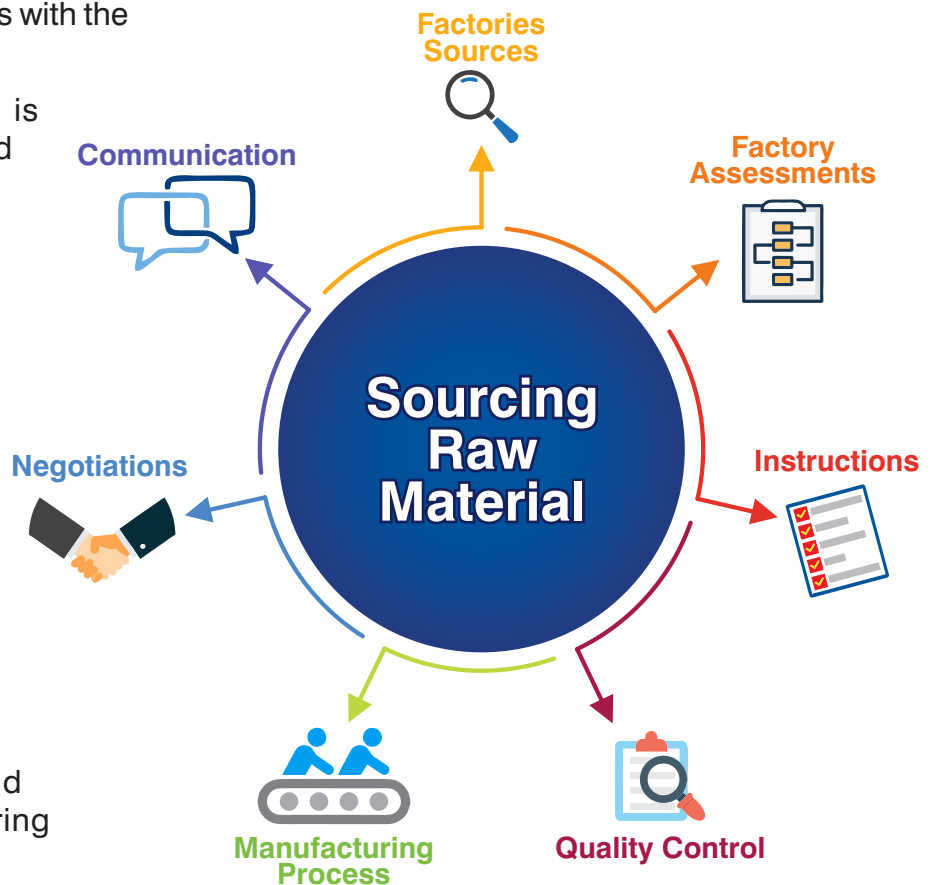 s with the
is
d
Factories
Sources
Communication
Factory
Assessments
Sourcing
Raw
Material
Negotiations
Instructions
d
ring
Manufacturing
Process
Quality Control